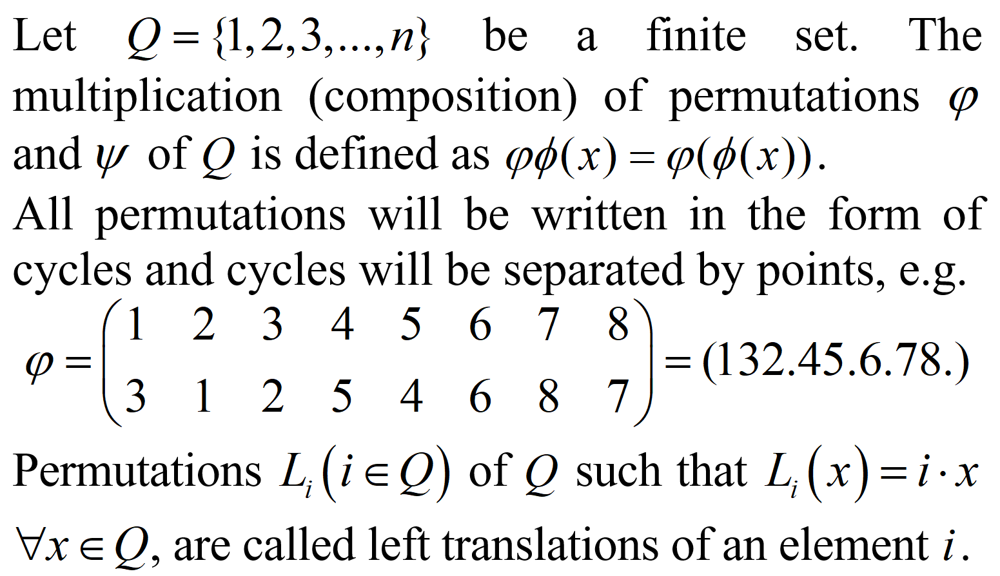 Let Q = {1,2,3,...,n} be a finite set. The
multiplication (composition) of permutations φ
and ψ of Q is defined as φϕ(x) = φ(ϕ(x)).
All permutations will be written in the form of
cycles and cycles will be separated by points, e.g.
1 2 3 4 5 6 7 8
φ = ( ) = (132.45.6.78.)
3 1 2 5 4 6 8 7
Permutations Lᵢ(i ∈ Q) of Q such that Lᵢ(x) = i · x
∀x ∈ Q, are called left translations of an element i.